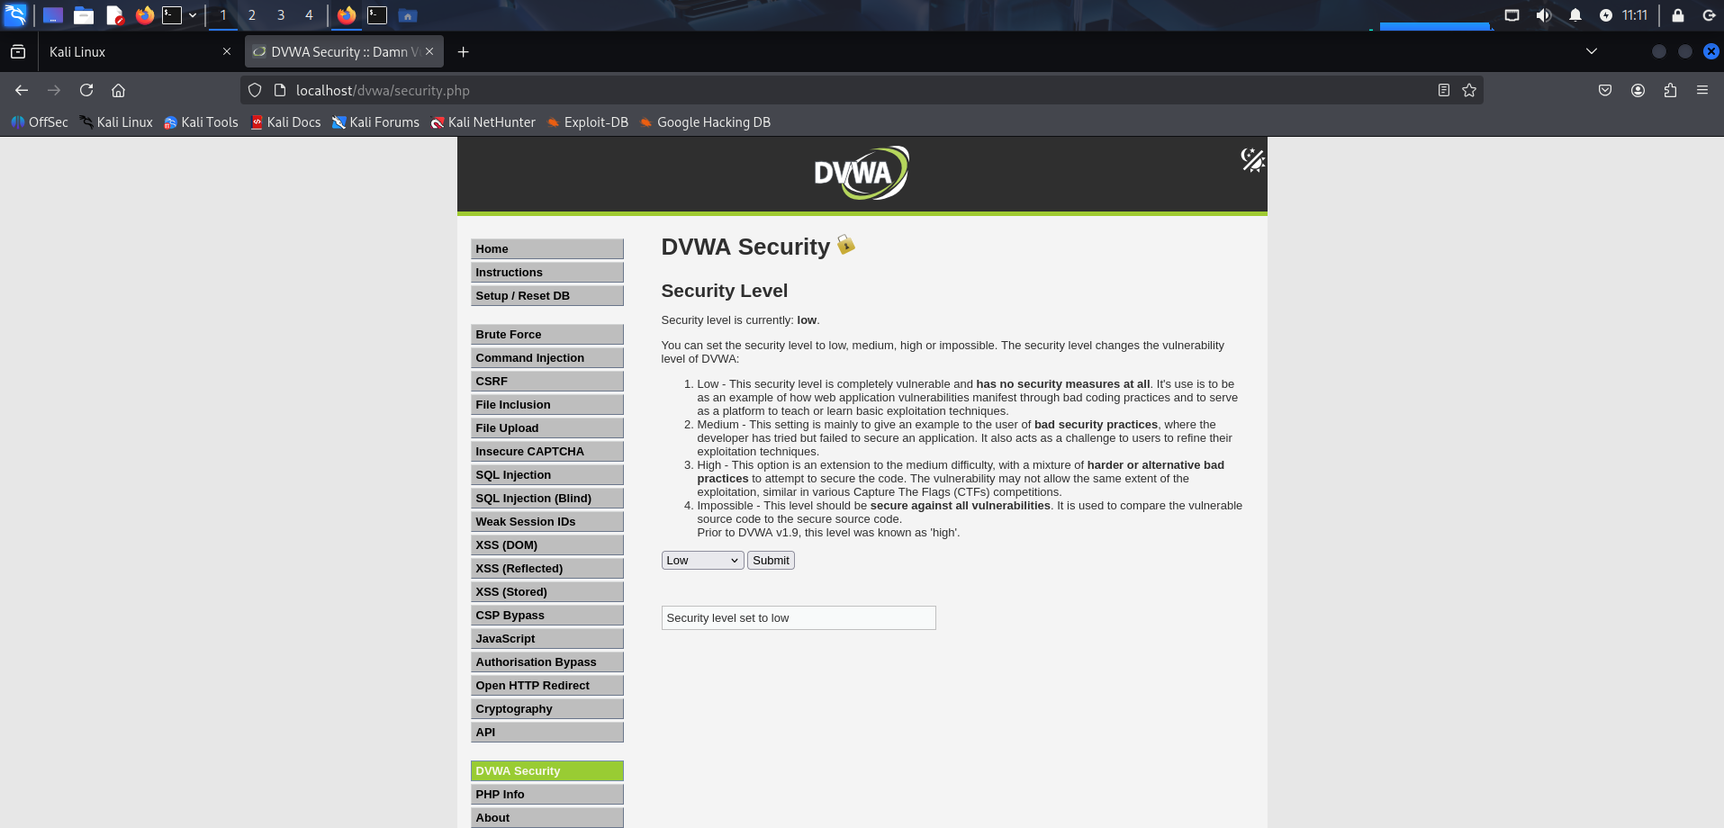 1 2 3 4 11:11
Kali Linux
DVWA Security :: Damn V
localhost/dvwa/security.php
OffSec Kali Linux Kali Tools Kali Docs Kali Forums Kali NetHunter Exploit-DB Google Hacking DB
DVWA
Home
Instructions
Setup / Reset DB
Brute Force
Command Injection
CSRF
File Inclusion
File Upload
Insecure CAPTCHA
SQL Injection
SQL Injection (Blind)
Weak Session IDs
XSS (DOM)
XSS (Reflected)
XSS (Stored)
CSP Bypass
JavaScript
Authorisation Bypass
Open HTTP Redirect
Cryptography
API
DVWA Security
PHP Info
About
DVWA Security
Security Level
Security level is currently: low.
You can set the security level to low, medium, high or impossible. The security level changes the vulnerability
level of DVWA:
1. Low - This security level is completely vulnerable and has no security measures at all. It's use is to be
as an example of how web application vulnerabilities manifest through bad coding practices and to serve
as a platform to teach or learn basic exploitation techniques.
2. Medium - This setting is mainly to give an example to the user of bad security practices, where the
developer has tried but failed to secure an application. It also acts as a challenge to users to refine their
exploitation techniques.
3. High - This option is an extension to the medium difficulty, with a mixture of harder or alternative bad
practices to attempt to secure the code. The vulnerability may not allow the same extent of the
exploitation, similar in various Capture The Flags (CTFs) competitions.
4. Impossible - This level should be secure against all vulnerabilities. It is used to compare the vulnerable
source code to the secure source code.
Prior to DVWA v1.9, this level was known as 'high'.
Low Submit
Security level set to low